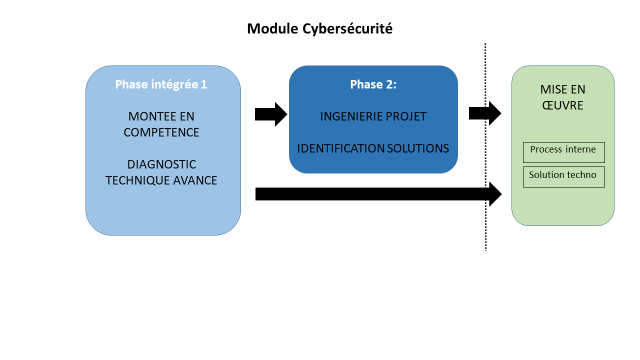 Module Cybersécurité
Phase intégrée 1
MONTEE EN
COMPETENCE
DIAGNOSTIC
TECHNIQUE AVANCE
Phase 2:
INGENIERIE PROJET
IDENTIFICATION SOLUTIONS
MISE EN
ŒUVRE
Process interne
Solution techno